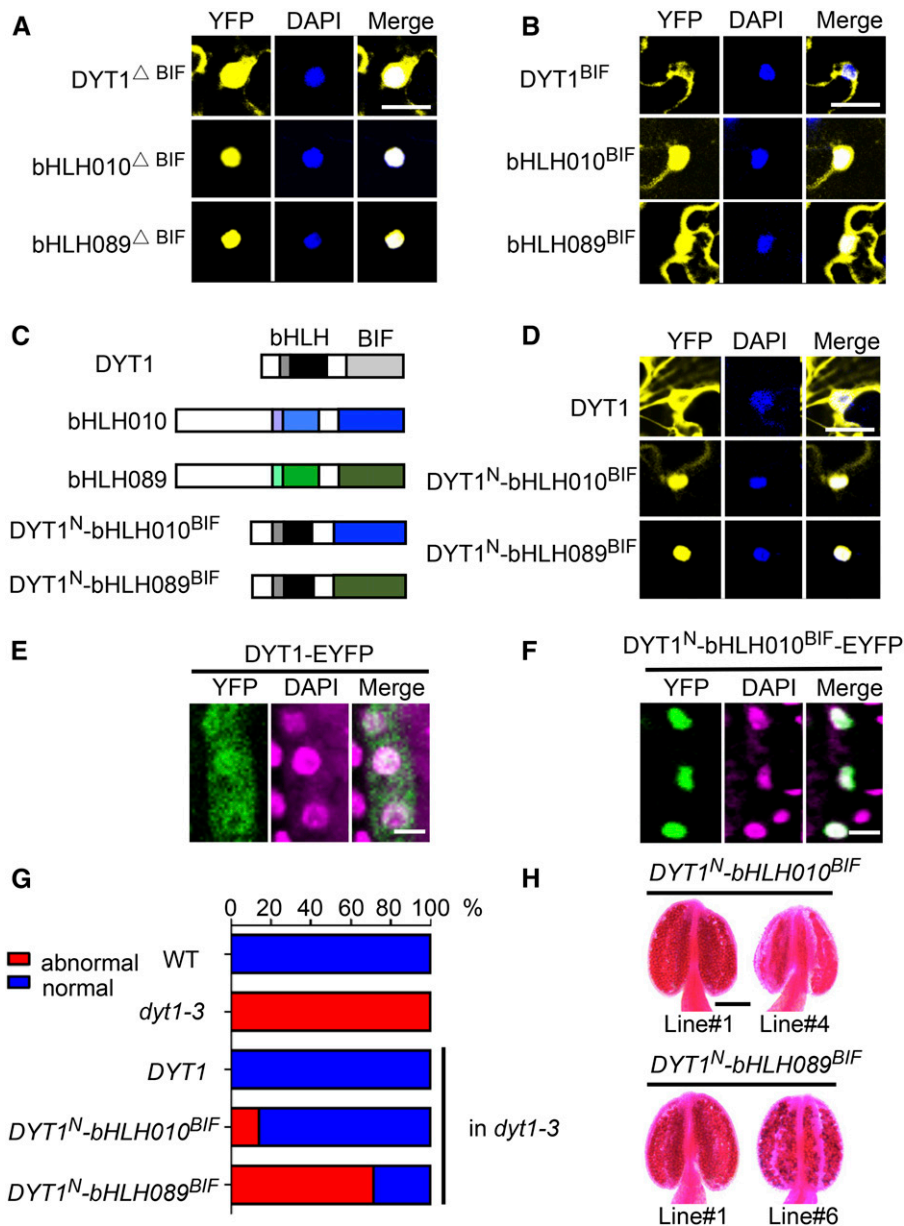 A
YFP DAPI Merge
DYT1△ BIF
bHLH010△ BIF
bHLH089△ BIF
B
YFP DAPI Merge
DYT1BIF
bHLH010BIF
bHLH089BIF
C
bHLH BIF
DYT1
bHLH010
bHLH089
DYT1N-bHLH010BIF
DYT1N-bHLH089BIF
D
YFP DAPI Merge
DYT1
DYT1N-bHLH010BIF
DYT1N-bHLH089BIF
E
DYT1-EYFP
YFP DAPI Merge
F
DYT1N-bHLH010BIF-EYFP
YFP DAPI Merge
G
0 20 40 60 80 100 %
abnormal
normal
WT
dyt1-3
DYT1
DYT1N-bHLH010BIF
DYT1N-bHLH089BIF
in dyt1-3
H
DYT1N-bHLH010BIF
Line#1 Line#4
DYT1N-bHLH089BIF
Line#1 Line#6